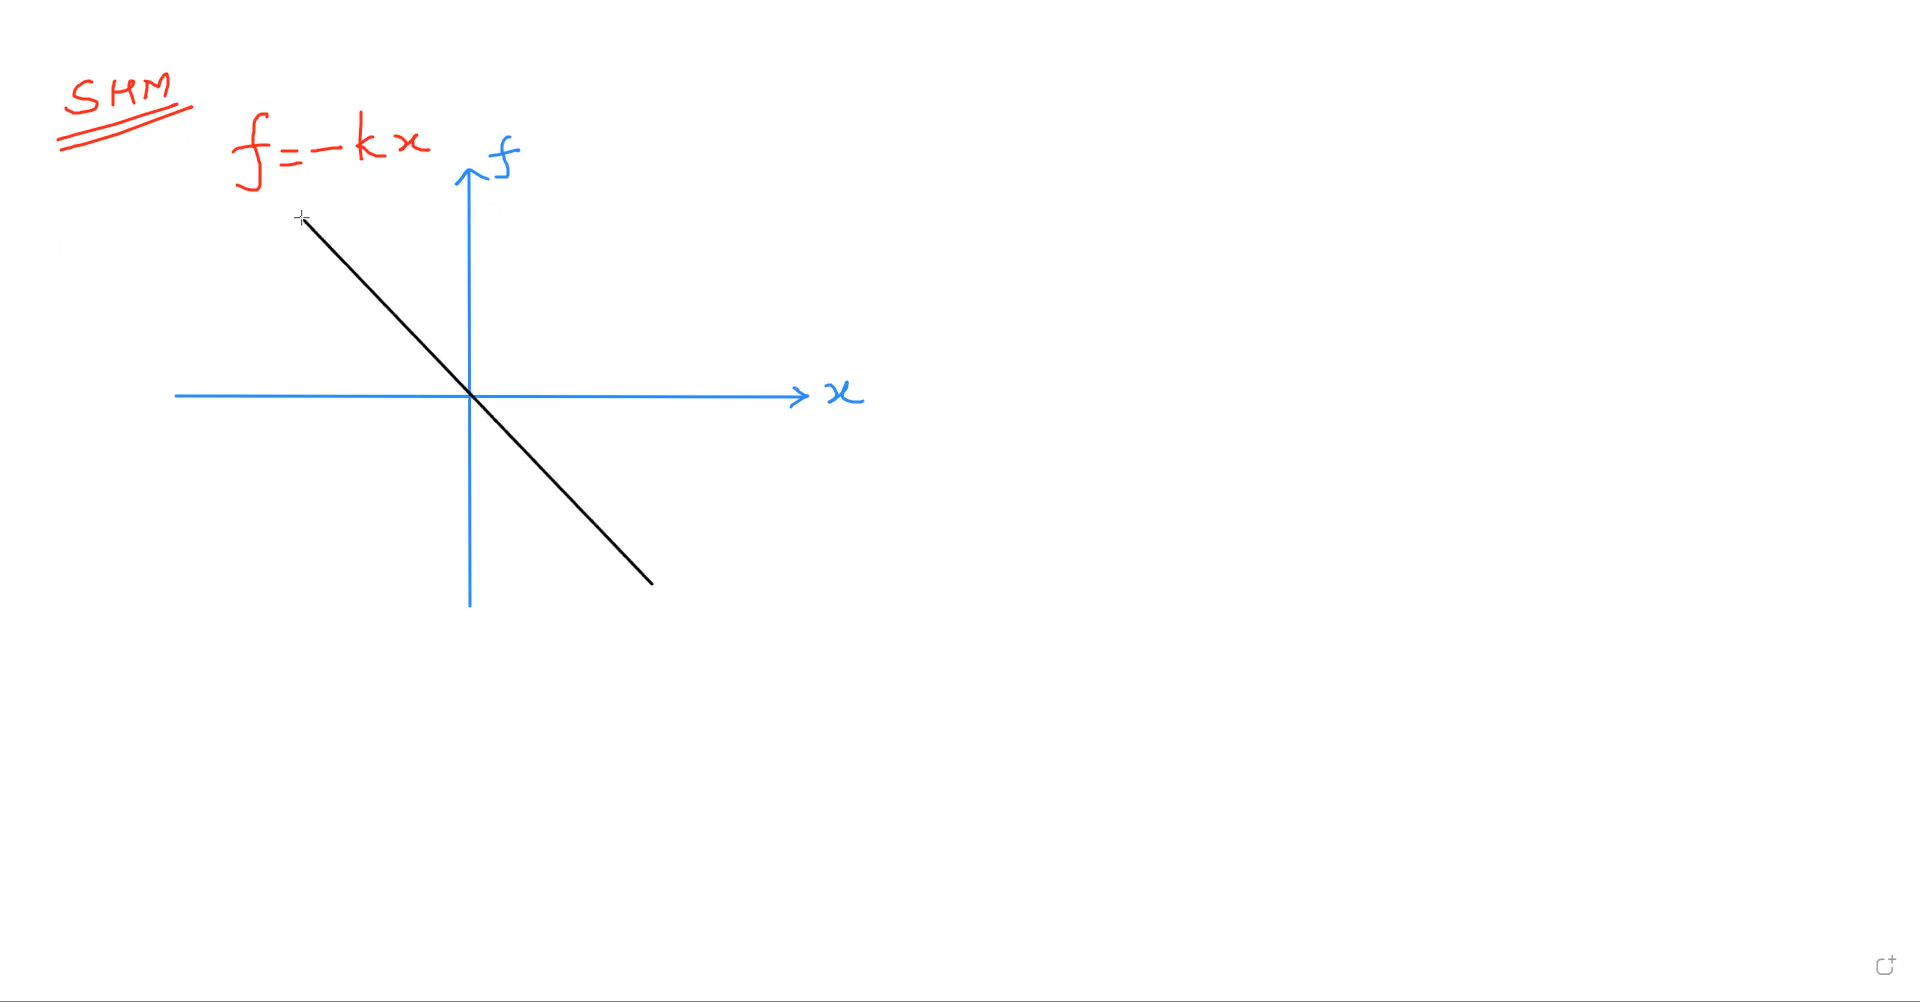 SHM
f = - kx
f
x